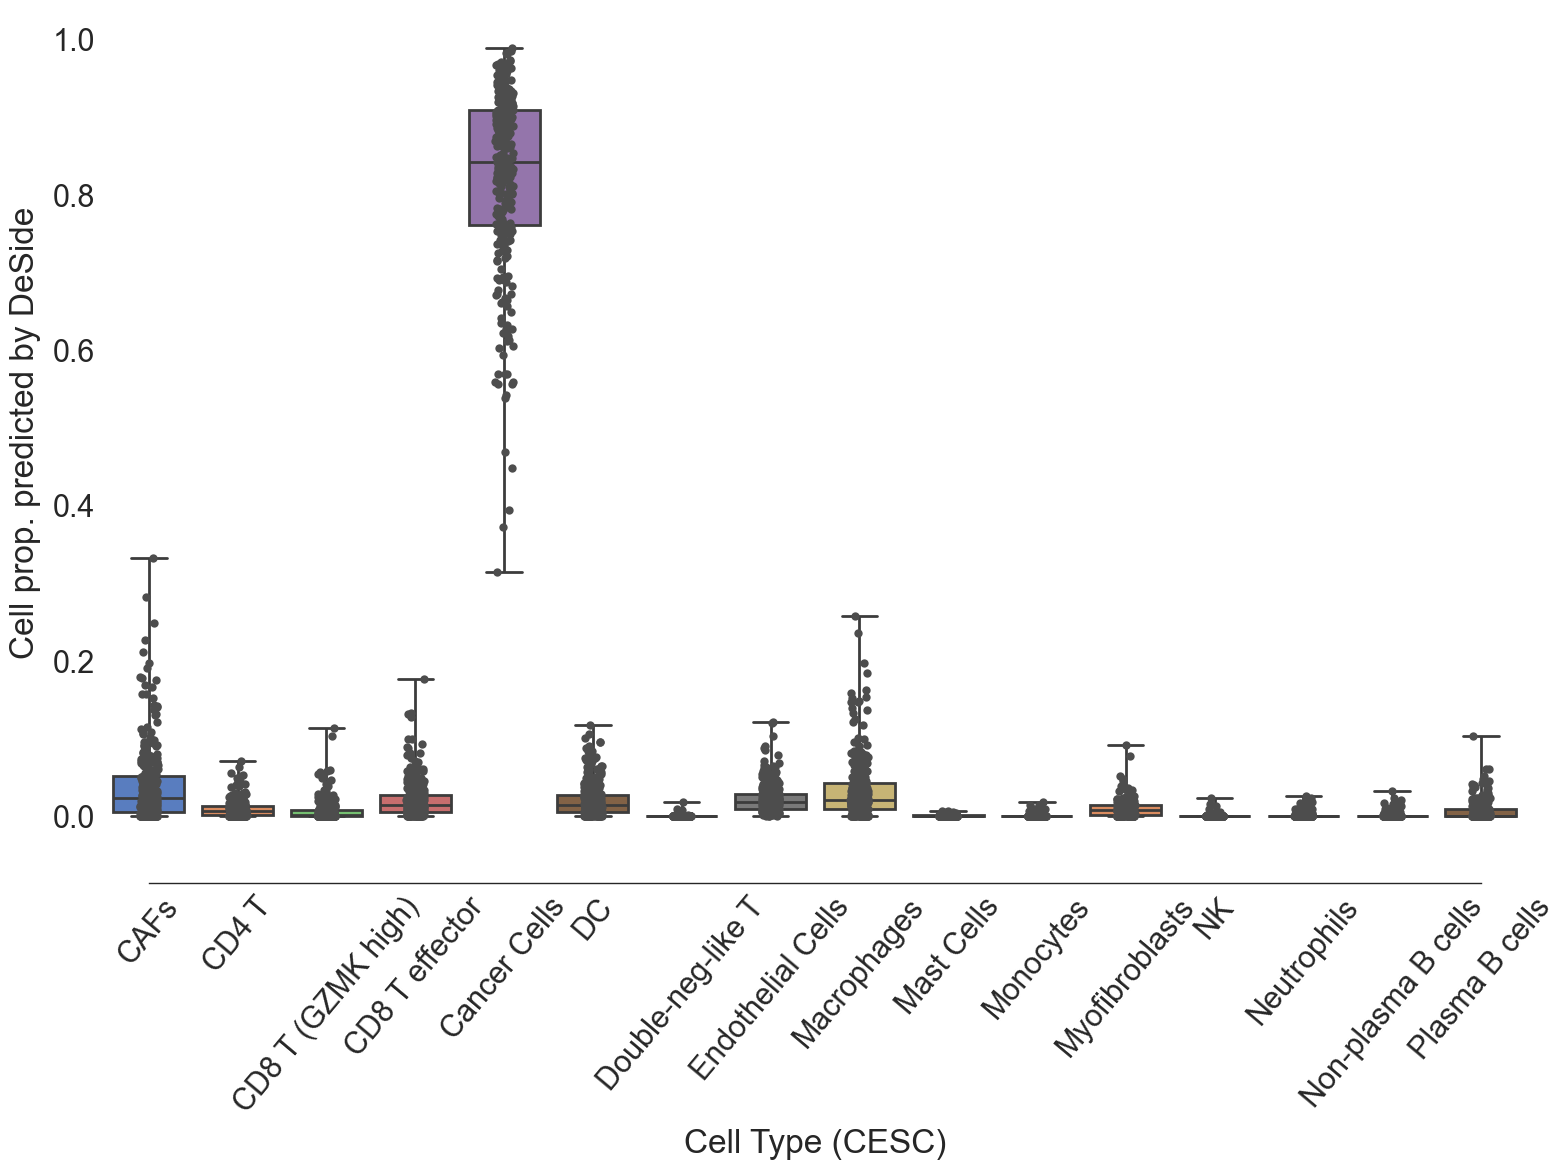 Cell prop. predicted by DeSide
1.0
0.8
0.6
0.4
0.2
0.0
CAFs
CD4 T
CD8 T (GZMK high)
CD8 T effector
Cancer Cells
DC
Double-neg-like T
Endothelial Cells
Macrophages
Mast Cells
Monocytes
Myofibroblasts
NK
Neutrophils
Non-plasma B cells
Plasma B cells
Cell Type (CESC)